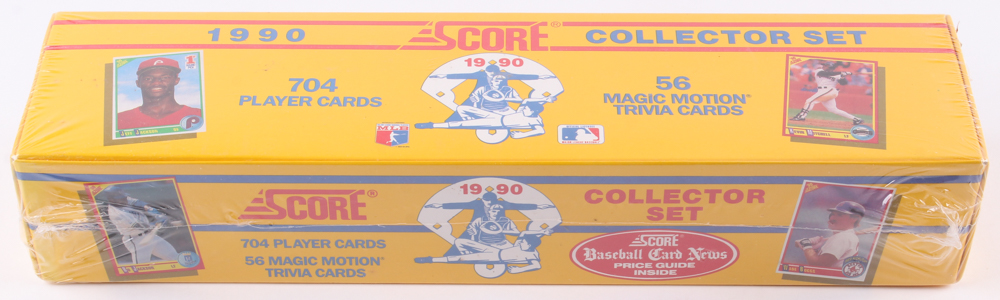 1990 SCORE® COLLECTOR SET
1990
704
PLAYER CARDS
56
MAGIC MOTION®
TRIVIA CARDS
P
SCORE®
1990
COLLECTOR
SET
704 PLAYER CARDS
56 MAGIC MOTION®
TRIVIA CARDS
SCORE®
Baseball Card News
PRICE GUIDE
INSIDE